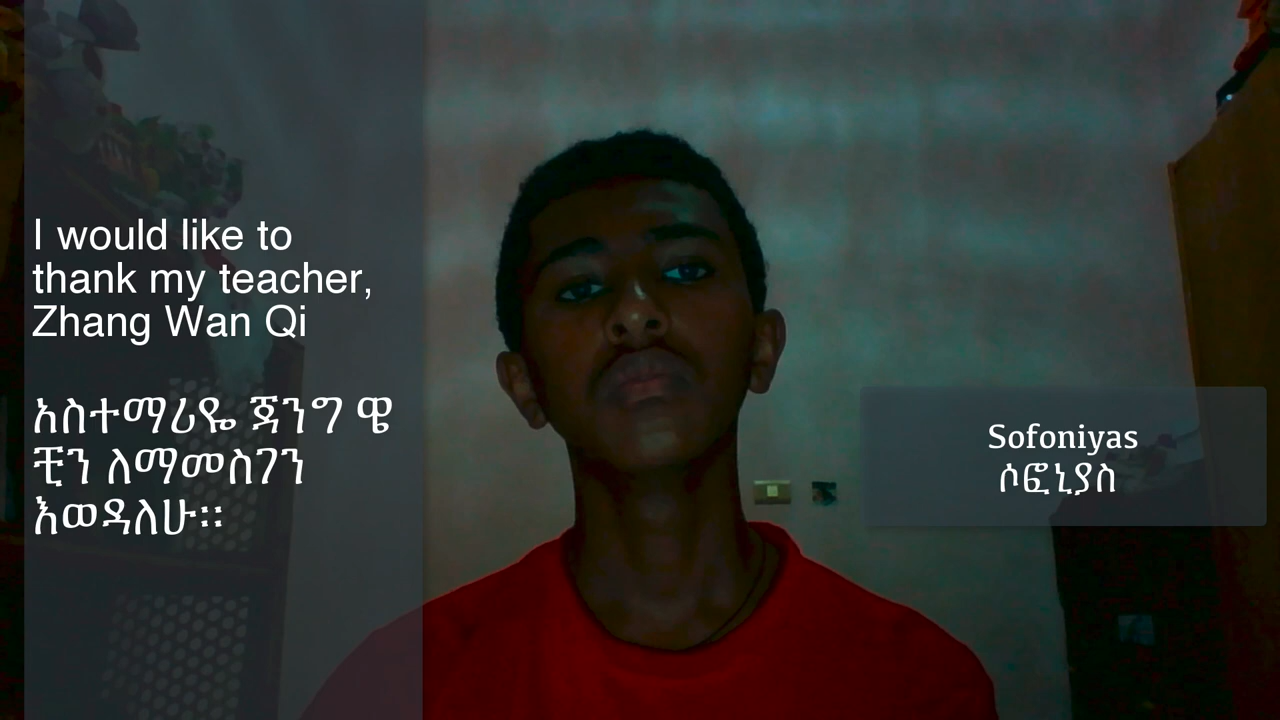 I would like to
thank my teacher,
Zhang Wan Qi
አስተማሪዬ ጃንግ ዌ
ቺን ለማመስገን
እወዳለሁ፡፡
Sofoniyas
ሶፎኒያስ